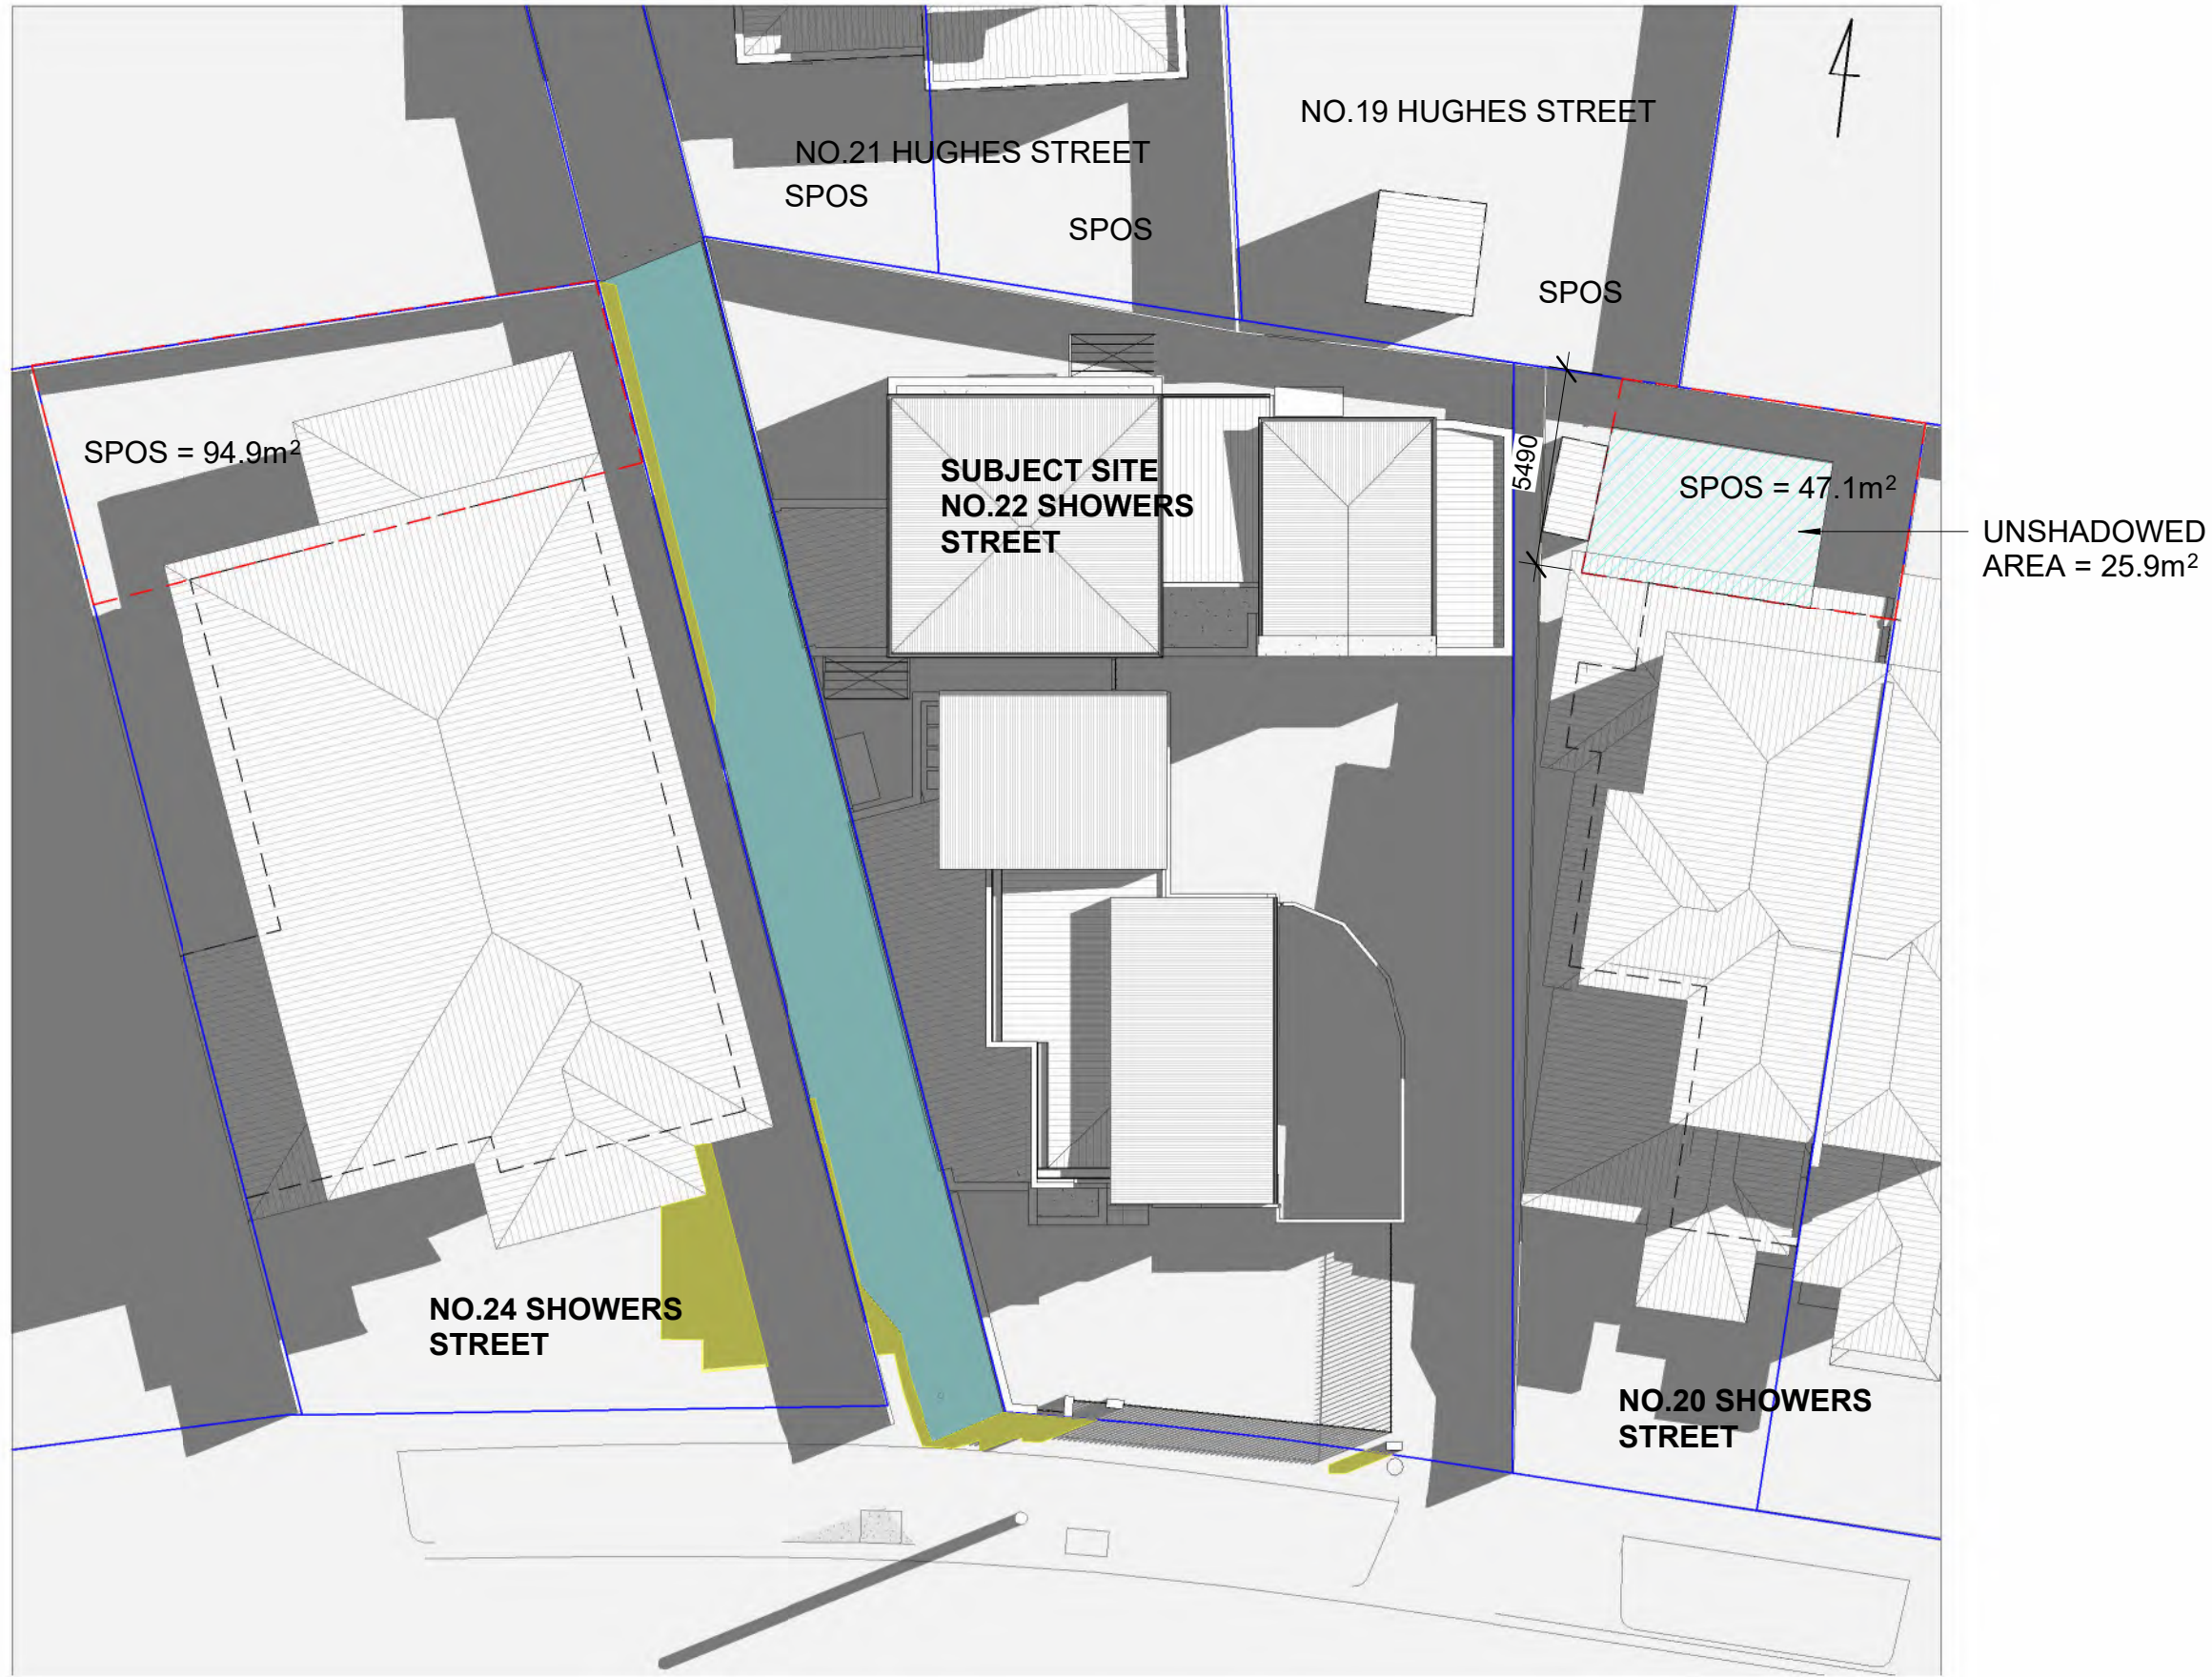 NO.19 HUGHES STREET
NO.21 HUGHES STREET
SPOS
SPOS
SPOS
SPOS = 94.9m²
SUBJECT SITE
NO.22 SHOWERS
STREET
5490
SPOS = 47.1m²
UNSHADOWED
AREA = 25.9m²
NO.24 SHOWERS
STREET
NO.20 SHOWERS
STREET